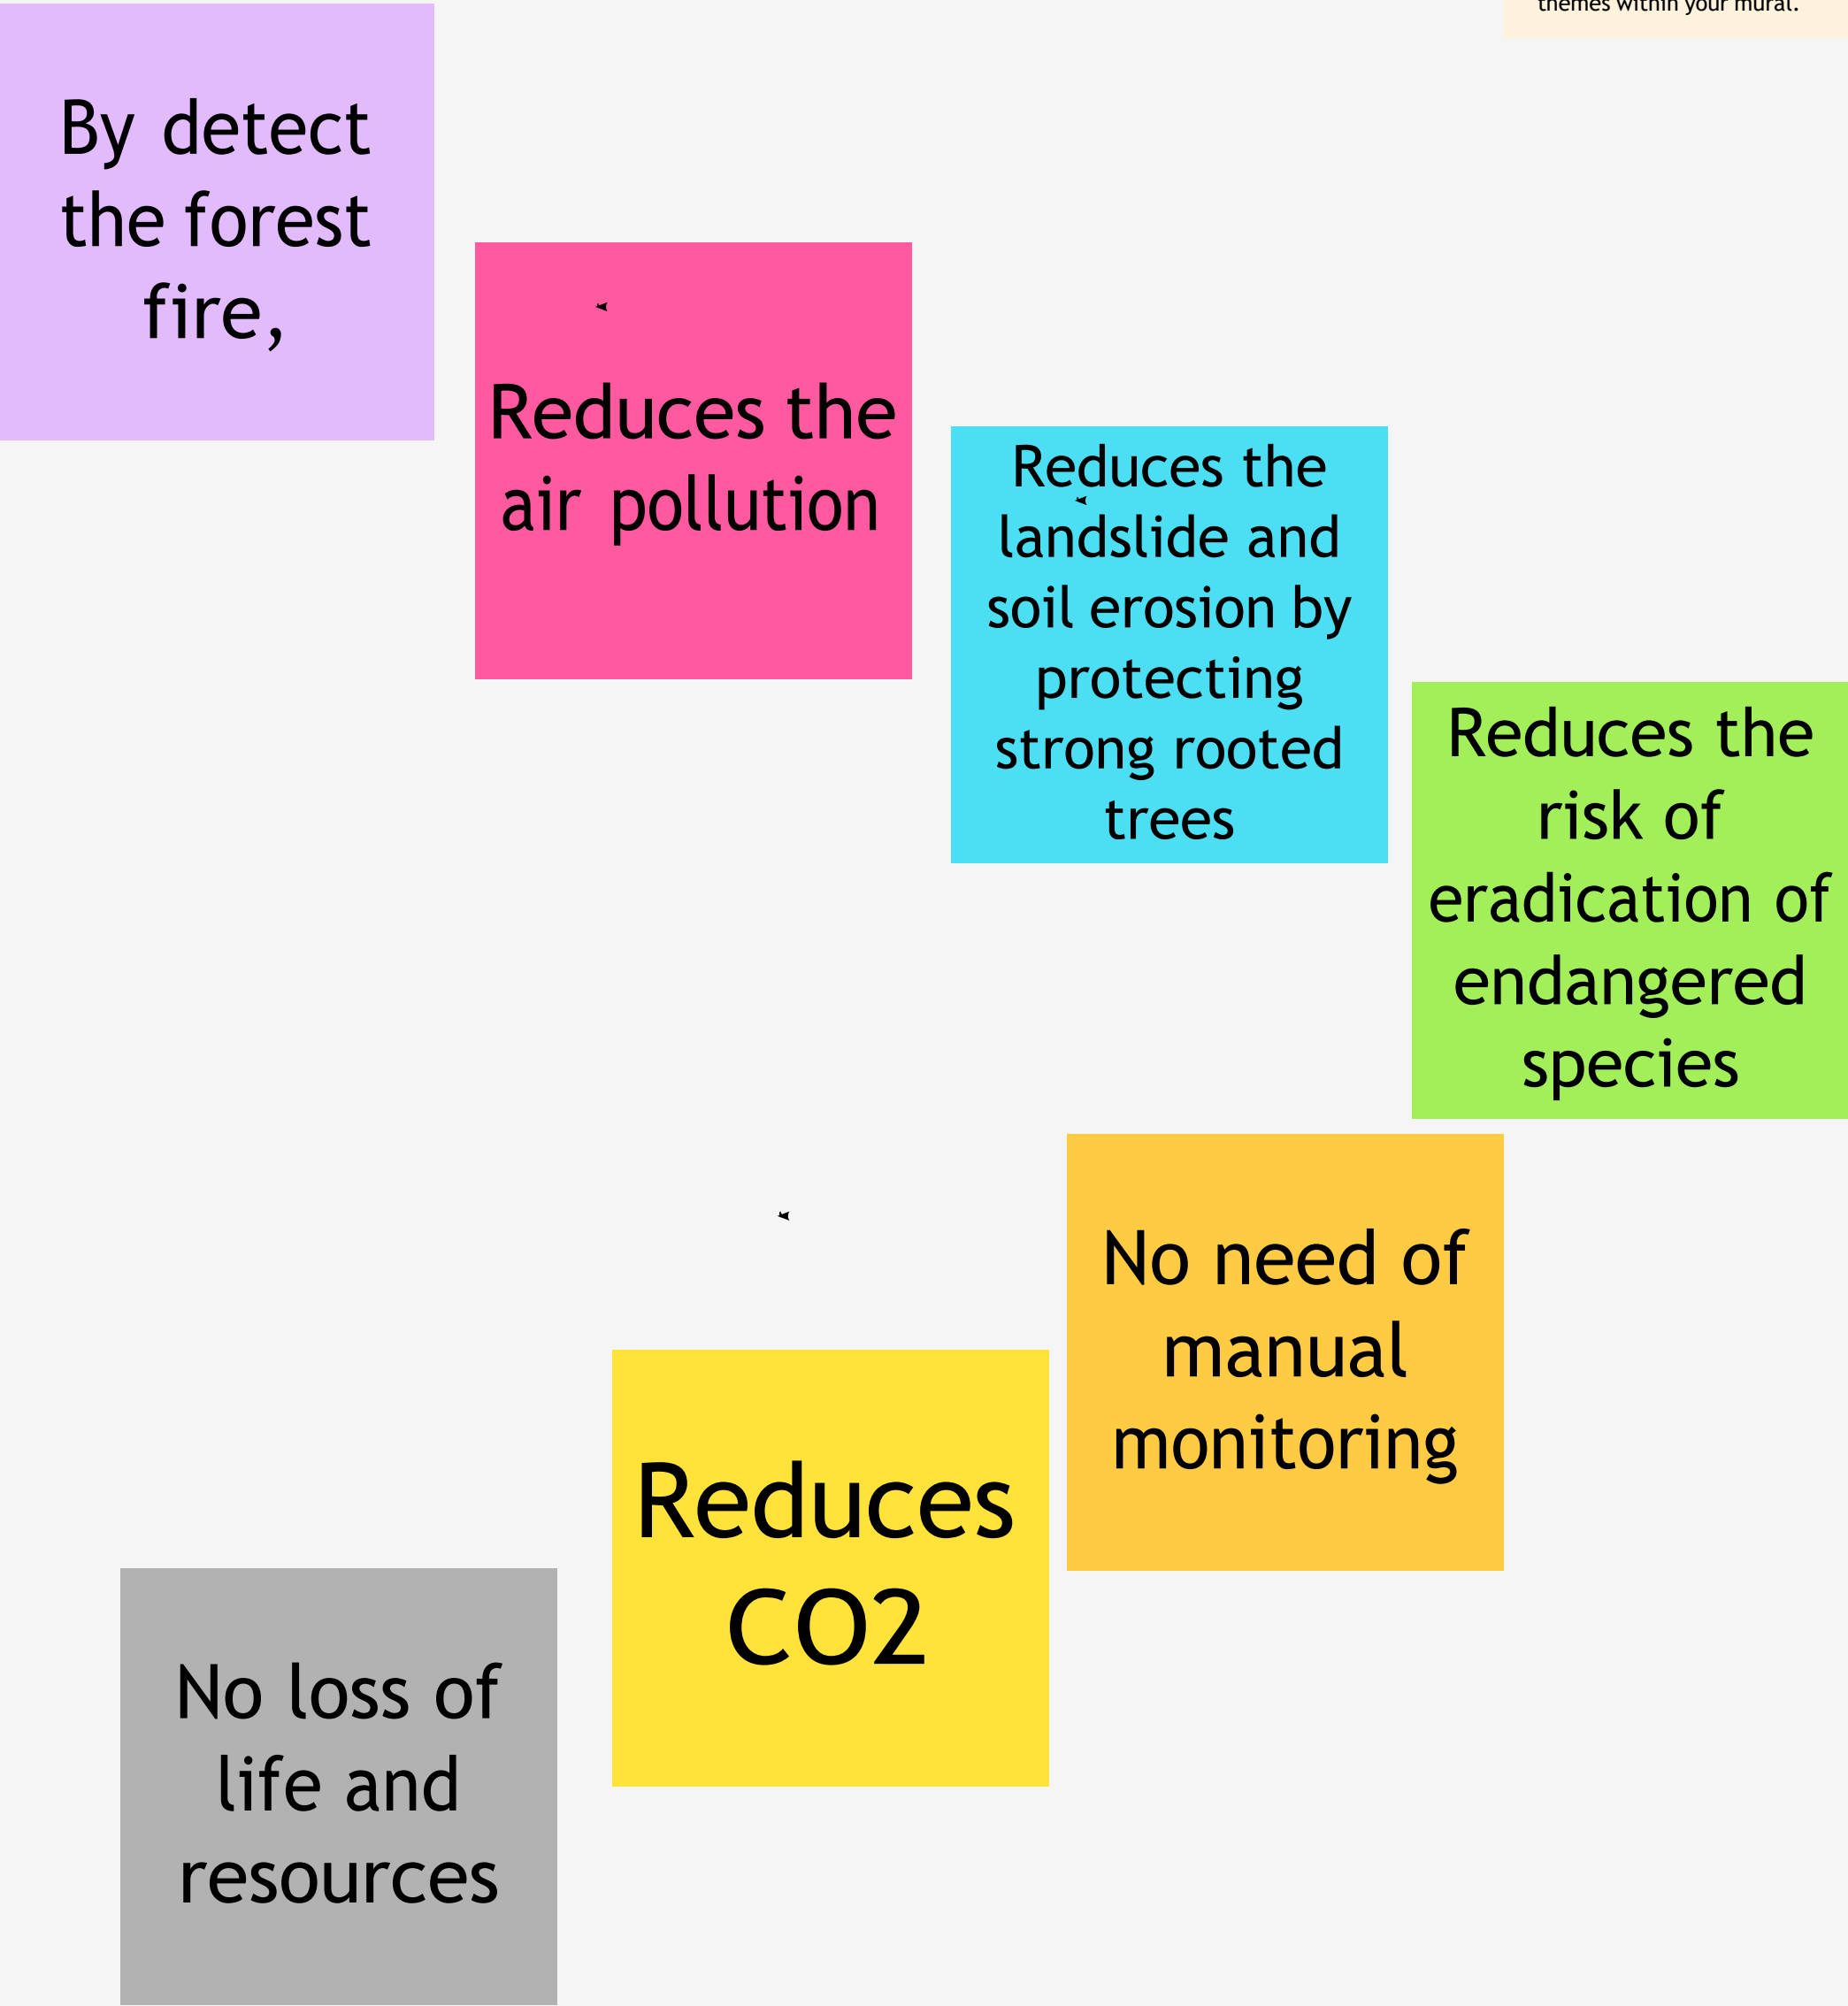 themes within your mural.
By detect
the forest
fire,
Reduces the
air pollution
Reduces the
landslide and
soil erosion by
protecting
strong rooted
trees
Reduces the
risk of
eradication of
endangered
species
No need of
manual
monitoring
Reduces
CO2
No loss of
life and
resources